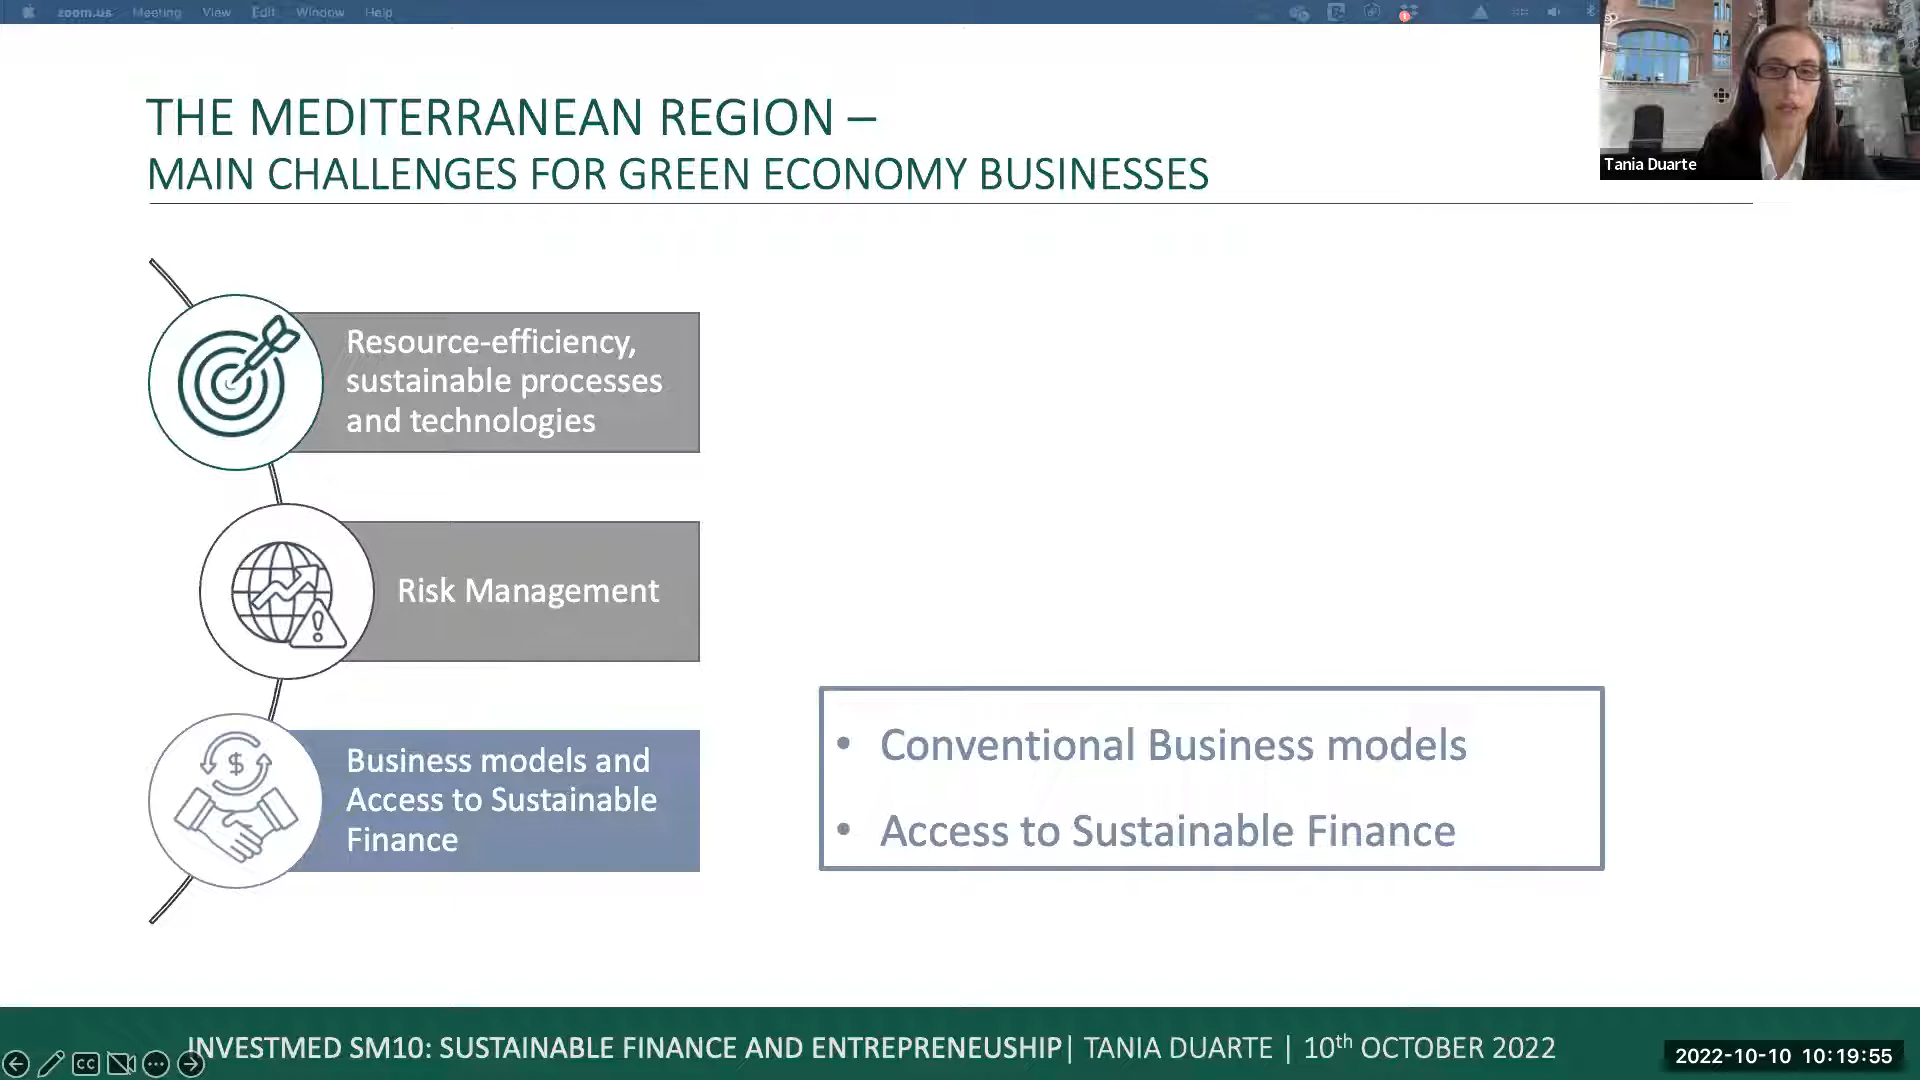 zoom.us Meeting View Edit Window Help
Tania Duarte
THE MEDITERRANEAN REGION –
MAIN CHALLENGES FOR GREEN ECONOMY BUSINESSES
Resource-efficiency,
sustainable processes
and technologies
Risk Management
Business models and
Access to Sustainable
Finance
• Conventional Business models
• Access to Sustainable Finance
INVESTMED SM10: SUSTAINABLE FINANCE AND ENTREPRENEUSHIP| TANIA DUARTE | 10th OCTOBER 2022
CC
2022-10-10 10:19:55